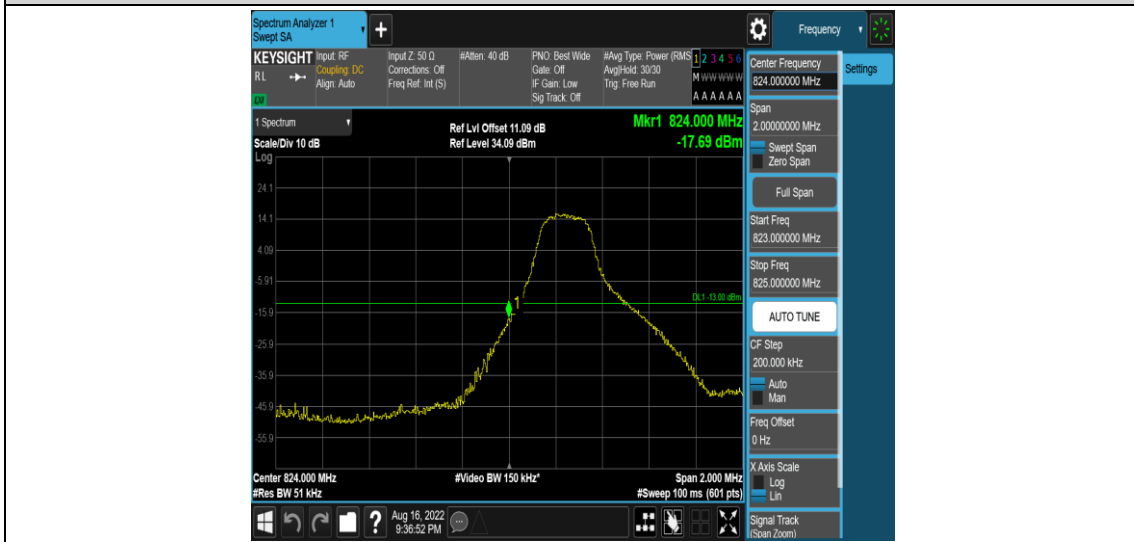 Spectrum Analyzer 1
Swept SA
+
Frequency
KEYSIGHT
RL
Input: RF
Coupling: DC
Align: Auto
Input Z: 50 Ω
Corrections: Off
Freq Ref: Int (S)
#Atten: 40 dB
PNO: Best Wide
Gate: Off
IF Gain: Low
Sig Track: Off
#Avg Type: Power (RMS
Avg|Hold: 30/30
Trig: Free Run
1 2 3 4 5 6
M W W W W W
A A A A A A
1 Spectrum
Scale/Div 10 dB
Log
Ref Lvl Offset 11.09 dB
Ref Level 34.09 dBm
Mkr1 824.000 MHz
-17.69 dBm
24.1
14.1
4.09
-5.91
-15.9
-25.9
-35.9
-45.9
-55.9
1
DL1 -13.00 dBm
Center 824.000 MHz
#Res BW 51 kHz
#Video BW 150 kHz*
Span 2.000 MHz
#Sweep 100 ms (601 pts)
Center Frequency
824.000000 MHz
Settings
Span
2.00000000 MHz
Swept Span
Zero Span
Full Span
Start Freq
823.000000 MHz
Stop Freq
825.000000 MHz
AUTO TUNE
CF Step
200.000 kHz
Auto
Man
Freq Offset
0 Hz
X Axis Scale
Log
Lin
Signal Track
(Span Zoom)
?
Aug 16, 2022
9:36:52 PM